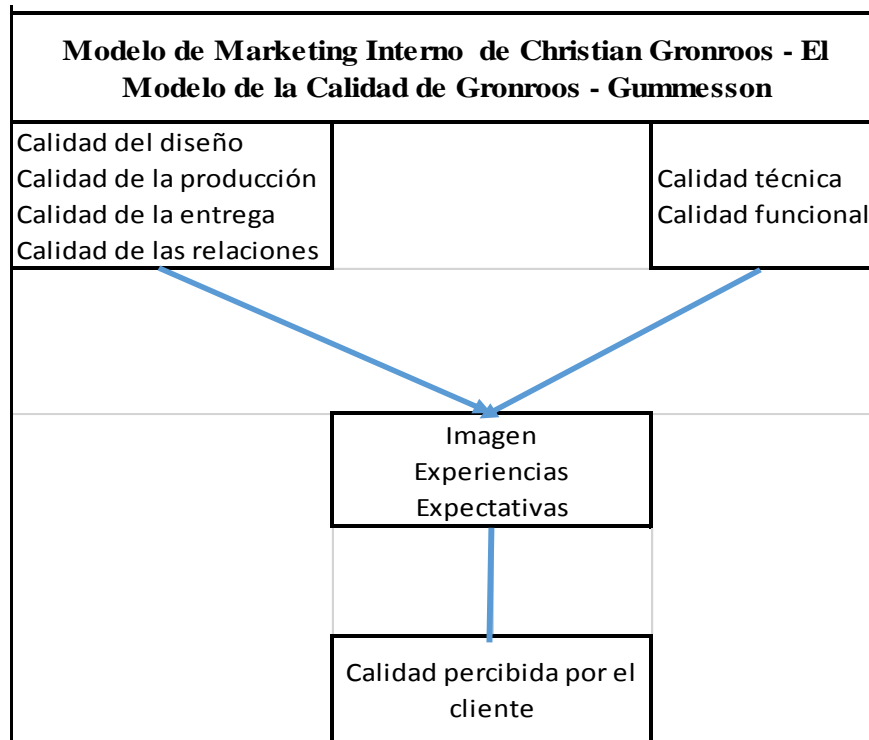 Modelo de Marketing Interno de Christian Gronroos - El
Modelo de la Calidad de Gronroos - Gummesson
Calidad del diseño
Calidad de la producción
Calidad de la entrega
Calidad de las relaciones
Calidad técnica
Calidad funcional
Imagen
Experiencias
Expectativas
Calidad percibida por el
cliente